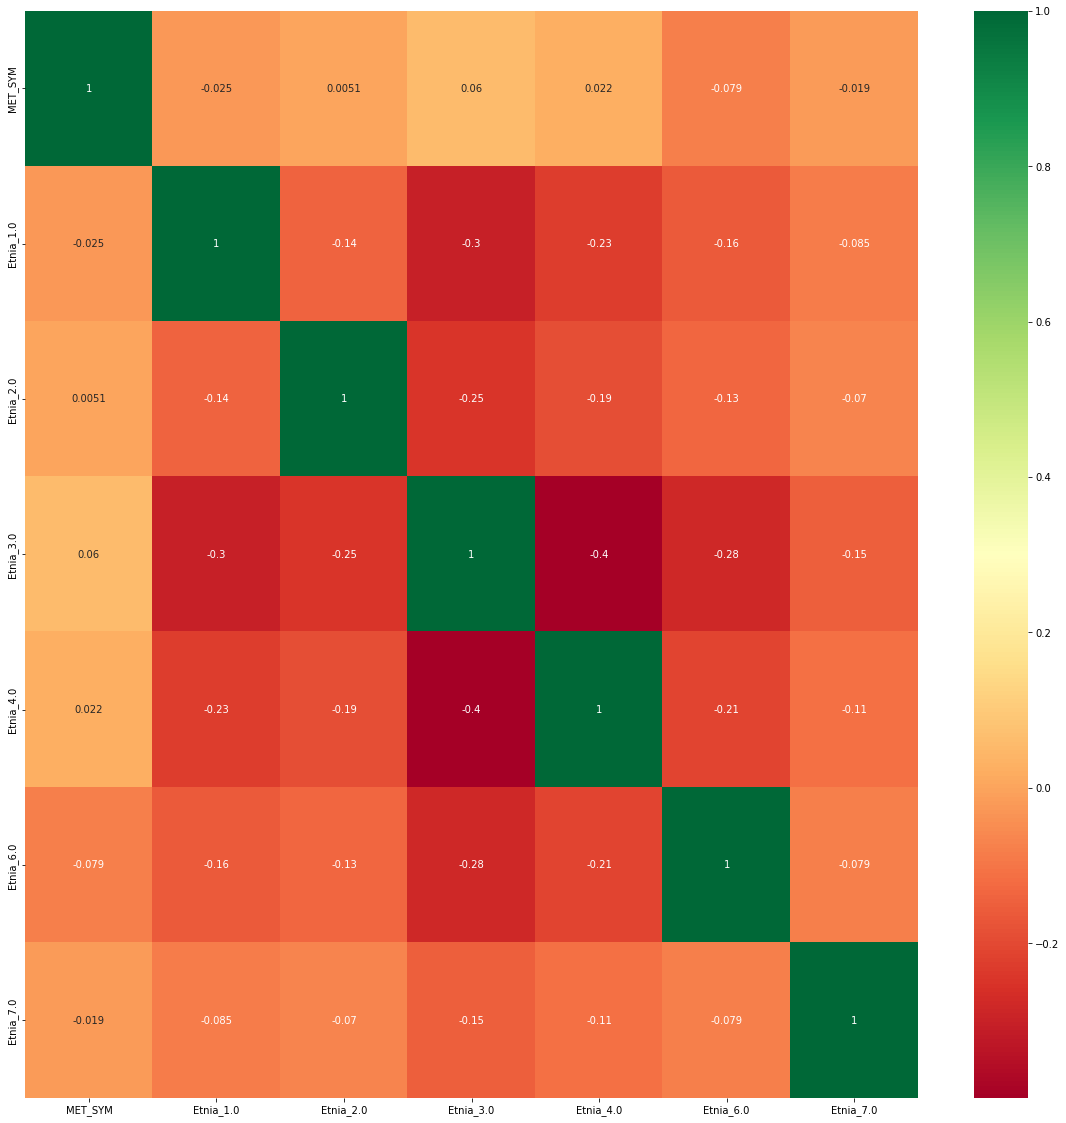 MET_SYM 1 -0.025 0.0051 0.06 0.022 -0.079 -0.019
Etnia_1.0 -0.025 1 -0.14 -0.3 -0.23 -0.16 -0.085
Etnia_2.0 0.0051 -0.14 1 -0.25 -0.19 -0.13 -0.07
Etnia_3.0 0.06 -0.3 -0.25 1 -0.4 -0.28 -0.15
Etnia_4.0 0.022 -0.23 -0.19 -0.4 1 -0.21 -0.11
Etnia_6.0 -0.079 -0.16 -0.13 -0.28 -0.21 1 -0.079
Etnia_7.0 -0.019 -0.085 -0.07 -0.15 -0.11 -0.079 1
MET_SYM Etnia_1.0 Etnia_2.0 Etnia_3.0 Etnia_4.0 Etnia_6.0 Etnia_7.0
1.0
0.8
0.6
0.4
0.2
0.0
−0.2